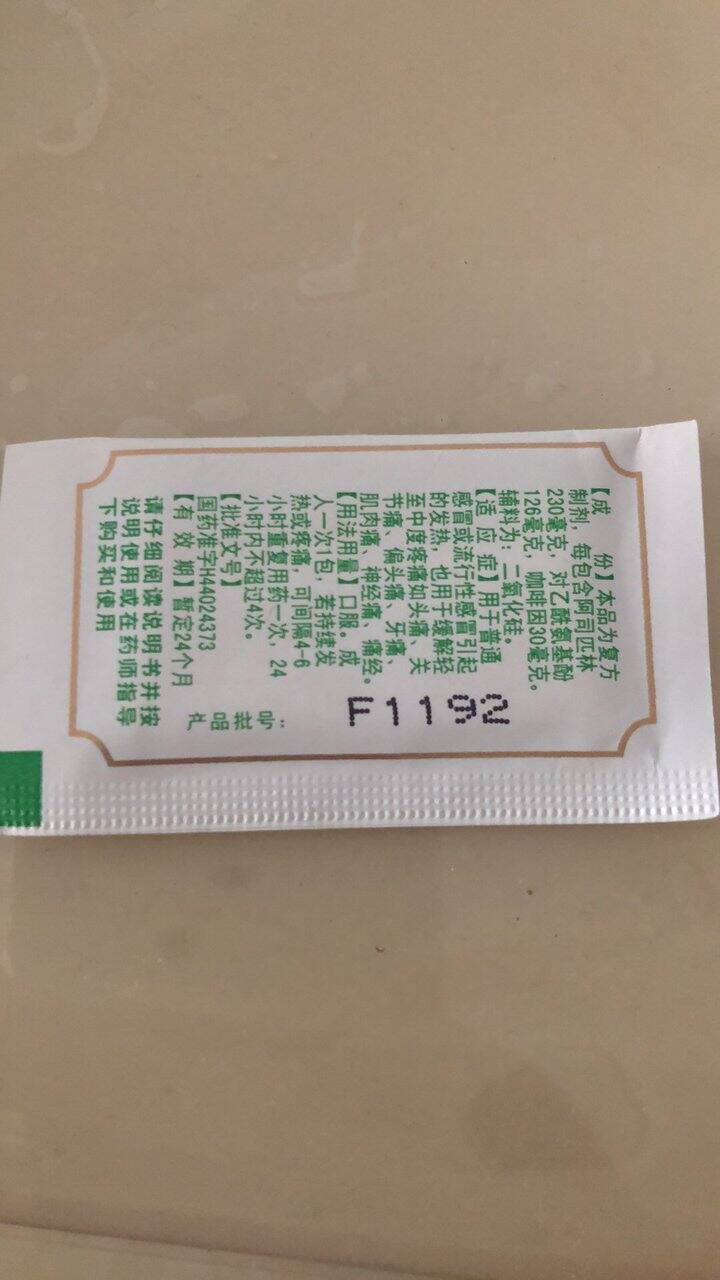 【成　份】本品为复方
制剂，每包含阿司匹林
230毫克，对乙酰氨基酚
126毫克，咖啡因30毫克。
辅料为：二氧化硅。
【适 应 症】用于普通
感冒或流行性感冒引起
的发热，也用于缓解轻
至中度疼痛如头痛、关
节痛、偏头痛、牙痛、
肌肉痛、神经痛、痛经。
【用法用量】口服。成
人一次1包，若持续发
热或疼痛，可间隔4-6
小时重复用药一次，24
小时内不超过4次。
【批准文号】
国药准字H44024373
【有 效 期】暂定24个月
请仔细阅读说明书并按
说明使用或在药师指导
下购买和使用
F1192